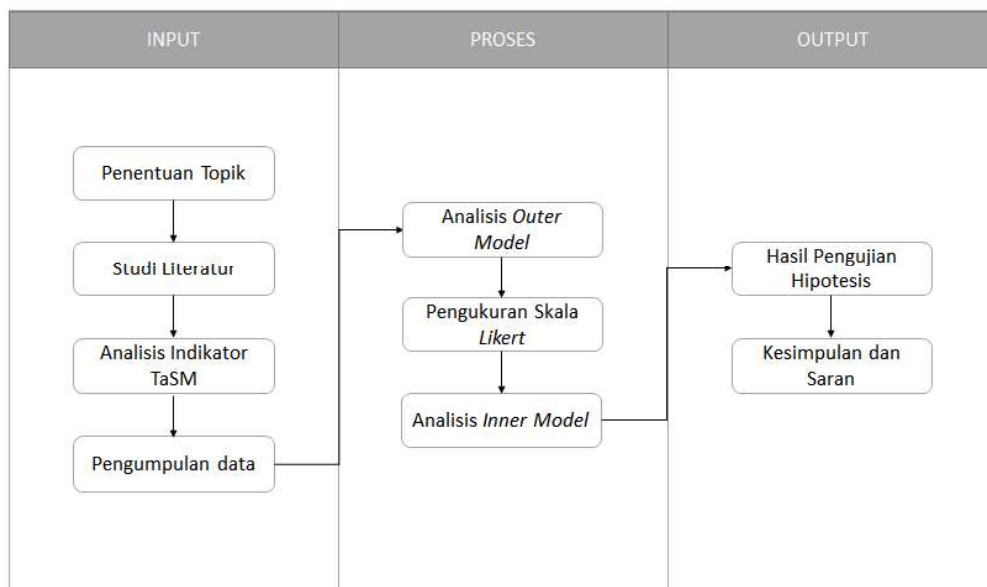 INPUT
PROSES
OUTPUT
Penentuan Topik
Studi Literatur
Analisis Indikator
TaSM
Pengumpulan data
Analisis Outer
Model
Pengukuran Skala
Likert
Analisis Inner Model
Hasil Pengujian
Hipotesis
Kesimpulan dan
Saran